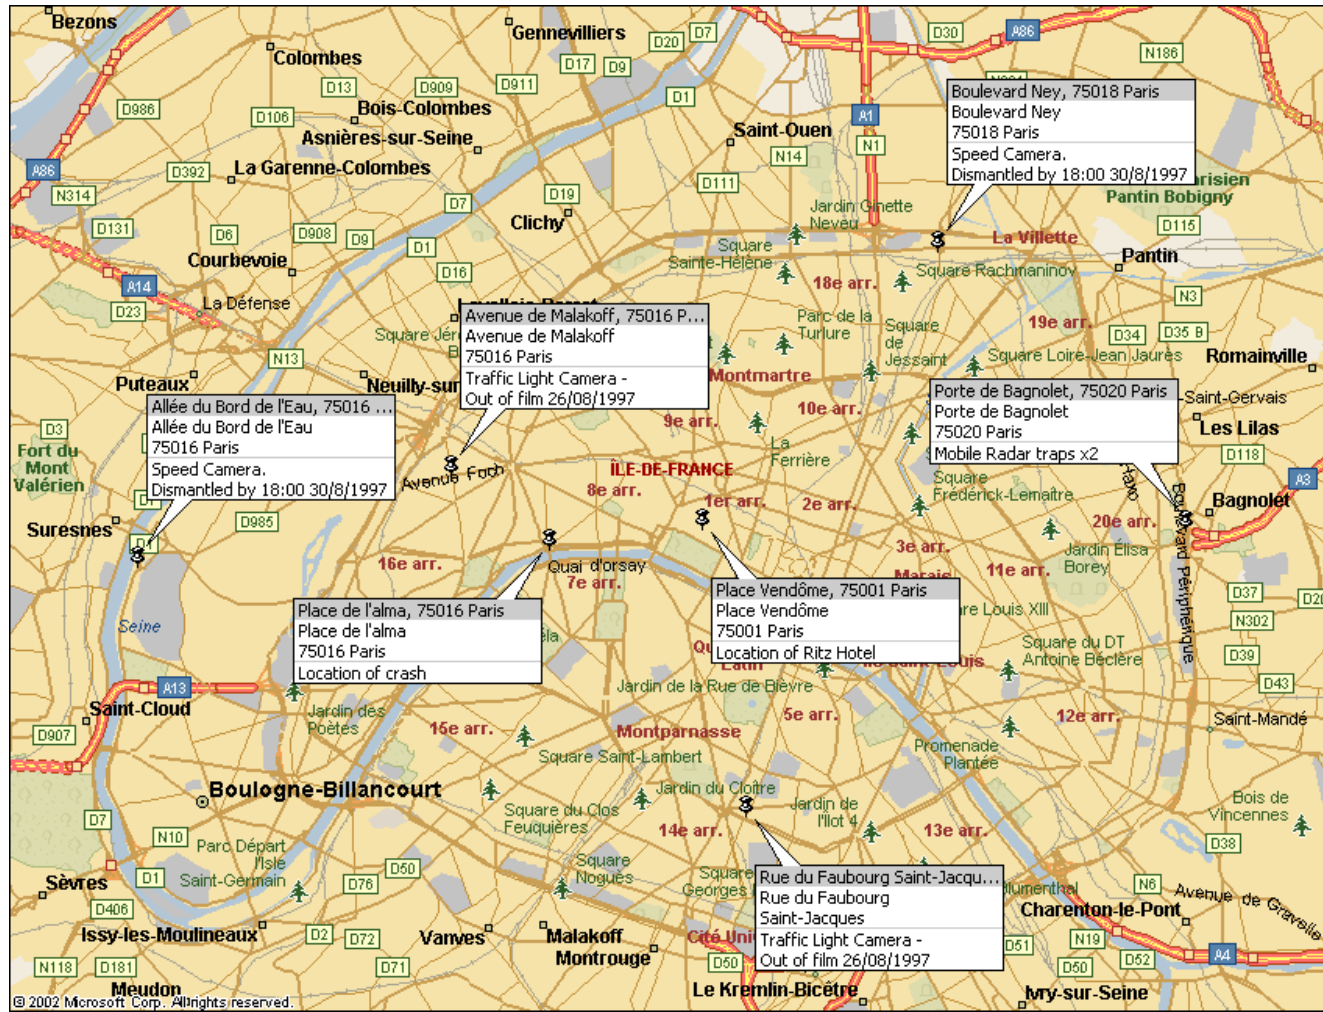 Bezons
Gennevilliers
D20
D7
D30
A86
N186
Colombes
D17
D9
D986
D13
D909
D911
D1
Bois-Colombes
D106
Asnières-sur-Seine
Saint-Ouen
A1
N1
Boulevard Ney, 75018 Paris
Boulevard Ney
75018 Paris
Speed Camera.
Dismantled by 18:00 30/8/1997
A86
D392
La Garenne-Colombes
N14
D111
N314
D19
D7
Jardin Ginette
Neveu
Pantin Bobigny
D131
D6
D908
D9
D1
Clichy
D115
Square
Sainte-Hélène
La Villette
Courbevoie
D16
Pantin
A14
18e arr.
Square Rachmaninov
N3
La Défense
D23
Parc de la
Turlure
Square
de
Jessaint
19e arr.
D34
D35 B
N13
Avenue de Malakoff, 75016 P...
Avenue de Malakoff
75016 Paris
Traffic Light Camera -
Out of film 26/08/1997
Square Loire-Jean Jaurès
Romainville
Puteaux
Montmartre
Allée du Bord de l'Eau, 75016 ...
Allée du Bord de l'Eau
75016 Paris
Speed Camera.
Dismantled by 18:00 30/8/1997
Porte de Bagnolet, 75020 Paris
Porte de Bagnolet
75020 Paris
Mobile Radar traps x2
Saint-Gervais
10e arr.
9e arr.
D3
Les Lilas
Fort du
Mont
Valérien
La
Ferrière
D118
Avenue Foch
ÎLE-DE-FRANCE
A3
8e arr.
1er arr.
2e arr.
Square
Frédérick-Lemaître
Haxo
Bagnolet
Suresnes
D1
D985
20e arr.
Boulevard Périphérique
3e arr.
Jardin Élisa
Borey
16e arr.
Quai d'orsay
7e arr.
Marais
11e arr.
Place de l'alma, 75016 Paris
Place de l'alma
75016 Paris
Location of crash
Place Vendôme, 75001 Paris
Place Vendôme
75001 Paris
Location of Ritz Hotel
D37
N302
Seine
Square du DT
Antoine Béclère
D39
A13
Jardin de la Rue de Bièvre
D43
Saint-Cloud
Jardin des
Poètes
5e arr.
12e arr.
Saint-Mandé
D907
15e arr.
Montparnasse
Square Saint-Lambert
Promenade
Plantée
Boulogne-Billancourt
Jardin du Cloître
Bois de
Vincennes
D7
Square du Clos
Feuquières
Jardin de
l'Ilot 4
N10
14e arr.
13e arr.
Parc Départ
l'Isle
Saint-Germain
D38
D1
D50
Square
Noguès
Square
Georges
Rue du Faubourg Saint-Jacqu...
Rue du Faubourg
Saint-Jacques
Traffic Light Camera -
Out of film 26/08/1997
Sèvres
D76
N6
Avenue de Gravelle
D406
Charenton-le-Pont
Issy-les-Moulineaux
D2
D72
Vanves
Malakoff
Montrouge
D51
N19
A4
N118
D181
D71
D50
D50
D52
Meudon
Le Kremlin-Bicêtre
Ivry-sur-Seine
© 2002 Microsoft Corp. All rights reserved.